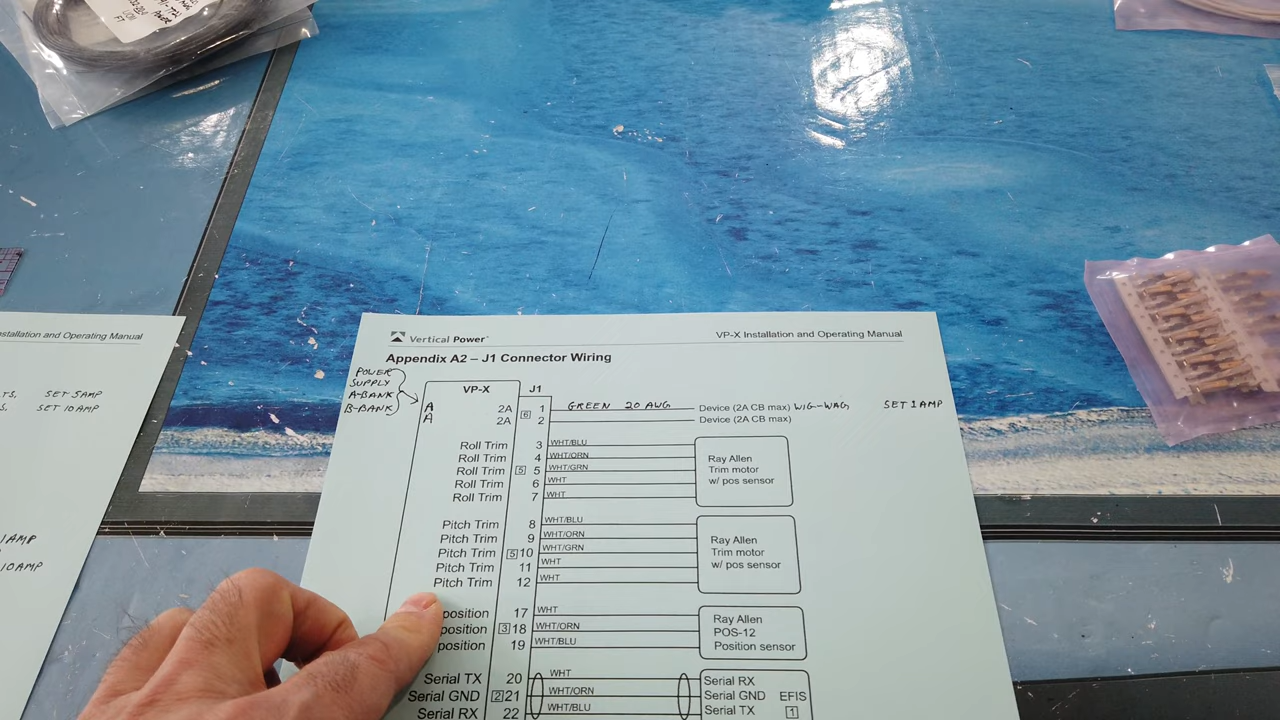 POWER
stallation and Operating Manual
TS, SET 5AMP
S, SET 10AMP
1AMP
10AMP
Vertical Power
VP-X Installation and Operating Manual
Appendix A2 – J1 Connector Wiring
POWER
SUPPLY
A-BANK
B-BANK
VP-X J1
A 2A 6 1 GREEN 20 AWG Device (2A CB max) WIG-WAG SET 1AMP
A 2A 2 Device (2A CB max)
Roll Trim 3 WHT/BLU
Roll Trim 4 WHT/ORN
Roll Trim 5 5 WHT/GRN
Roll Trim 6 WHT
Roll Trim 7 WHT
Ray Allen
Trim motor
w/ pos sensor
Pitch Trim 8 WHT/BLU
Pitch Trim 9 WHT/ORN
Pitch Trim 5 10 WHT/GRN
Pitch Trim 11 WHT
Pitch Trim 12 WHT
Ray Allen
Trim motor
w/ pos sensor
position 17 WHT
position 3 18 WHT/ORN
position 19 WHT/BLU
Ray Allen
POS-12
Position sensor
Serial TX 20 WHT Serial RX
Serial GND 2 21 WHT/ORN Serial GND EFIS
Serial RX 22 WHT/BLU Serial TX 1